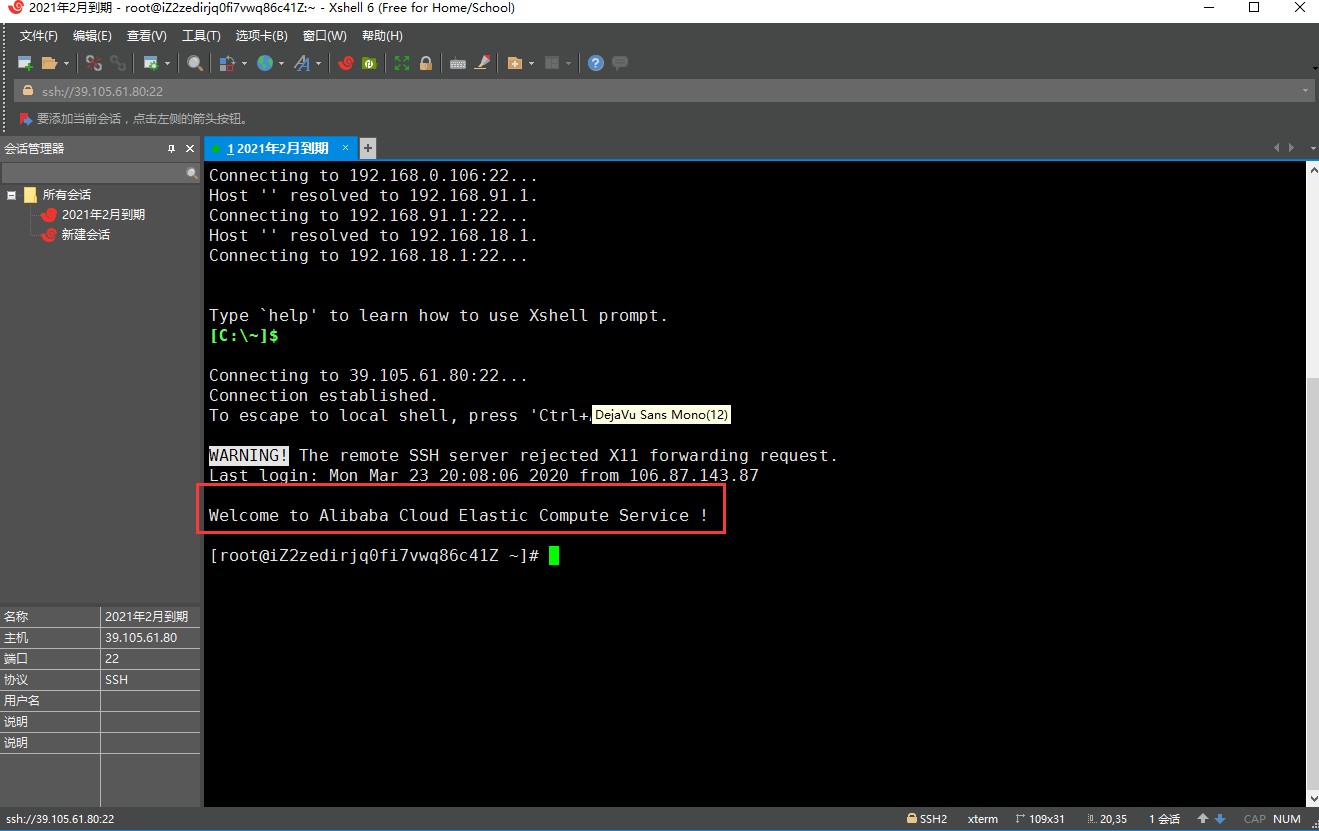 2021年2月到期 - root@iZ2zedirjq0fi7vwq86c41Z:~ - Xshell 6 (Free for Home/School)
文件(F) 编辑(E) 查看(V) 工具(T) 选项卡(B) 窗口(W) 帮助(H)
ssh://39.105.61.80:22
要添加当前会话，点击左侧的箭头按钮。
会话管理器
所有会话
2021年2月到期
新建会话
1 2021年2月到期
Connecting to 192.168.0.106:22...
Host '' resolved to 192.168.91.1.
Connecting to 192.168.91.1:22...
Host '' resolved to 192.168.18.1.
Connecting to 192.168.18.1:22...
Type `help' to learn how to use Xshell prompt.
[C:\~]$
Connecting to 39.105.61.80:22...
Connection established.
To escape to local shell, press 'Ctrl+
DejaVu Sans Mono(12)
WARNING! The remote SSH server rejected X11 forwarding request.
Last login: Mon Mar 23 20:08:06 2020 from 106.87.143.87
Welcome to Alibaba Cloud Elastic Compute Service !
[root@iZ2zedirjq0fi7vwq86c41Z ~]#
名称 2021年2月到期
主机 39.105.61.80
端口 22
协议 SSH
用户名
说明
说明
ssh://39.105.61.80:22 SSH2 xterm 109x31 20,35 1 会话 CAP NUM